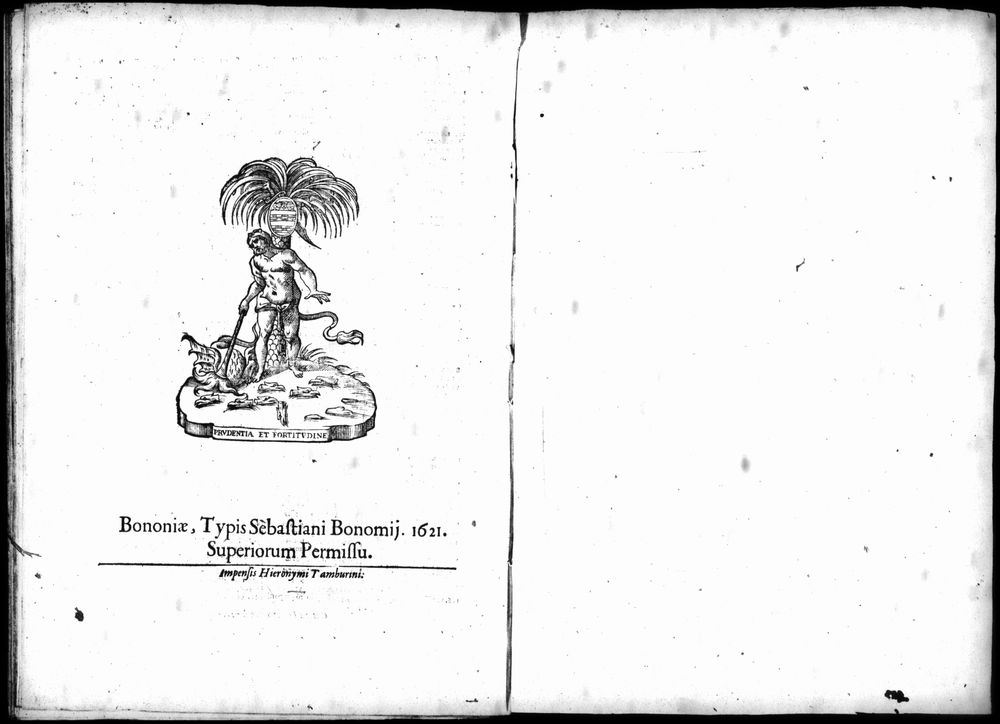 PRVDENTIA ET FORTITVDINE
Bononiæ, Typis Sebaſtiani Bonomij. 1621.
Superiorum Permiſſu.
Impenſis Hieronymi Tamburini.